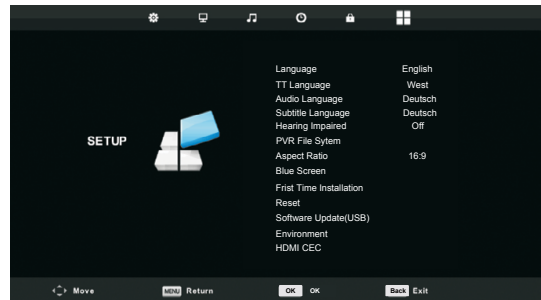 Language English
TT Language West
Audio Language Deutsch
Subtitle Language Deutsch
Hearing Impaired Off
SETUP
PVR File Sytem
Aspect Ratio 16:9
Blue Screen
Frist Time Installation
Reset
Software Update(USB)
Environment
HDMI CEC
Move MENU Return OK OK Back Exit